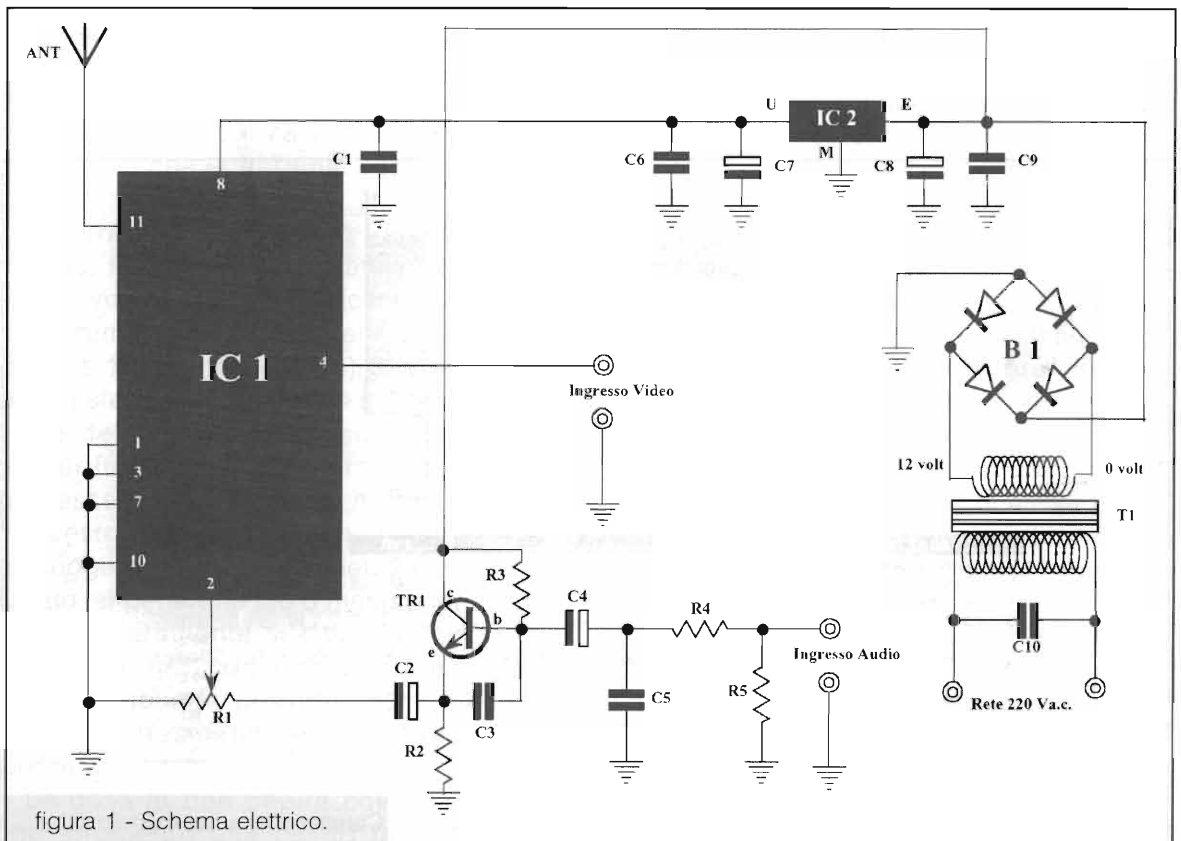 ANT
U
E
IC 2
M
C1
C6
C7
C8
C9
8
11
IC 1
4
B 1
Ingresso Video
12 volt
0 volt
T1
1
3
7
10
2
R3
TR1
c
b
e
C4
R4
Ingresso Audio
C10
C2
C3
C5
R5
R1
R2
Rete 220 Va.c.
figura 1 - Schema elettrico.